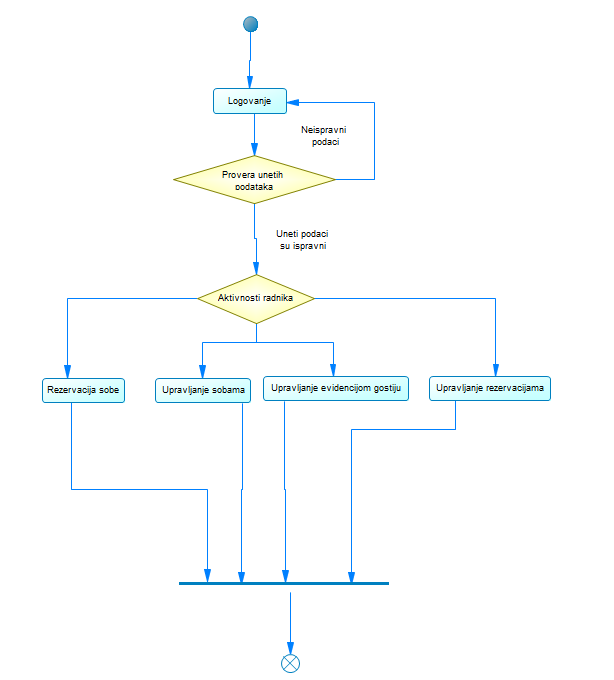 Logovanje
Neispravni
podaci
Provera unetih
podataka
Uneti podaci
su ispravni
Aktivnosti radnika
Rezervacija sobe
Upravljanje sobama
Upravljanje evidencijom gostiju
Upravljanje rezervacijama